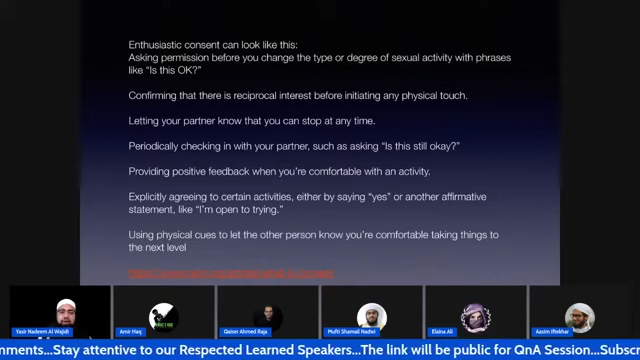 Enthusiastic consent can look like this:
Asking permission before you change the type or degree of sexual activity with phrases
like “Is this OK?”
Confirming that there is reciprocal interest before initiating any physical touch.
Letting your partner know that you can stop at any time.
Periodically checking in with your partner, such as asking “Is this still okay?”
Providing positive feedback when you’re comfortable with an activity.
Explicitly agreeing to certain activities, either by saying “yes” or another affirmative
statement, like “I’m open to trying.”
Using physical cues to let the other person know you’re comfortable taking things to
the next level
Yasir Nadeem Al Wajidi
Amir Haq
Qaiser Ahmed Raja
Mufti Shamail Nadwi
Elaina Ali
Aasim Iftekhar
nments...Stay attentive to our Respected Learned Speakers...The link will be public for QnA Session...Subsc